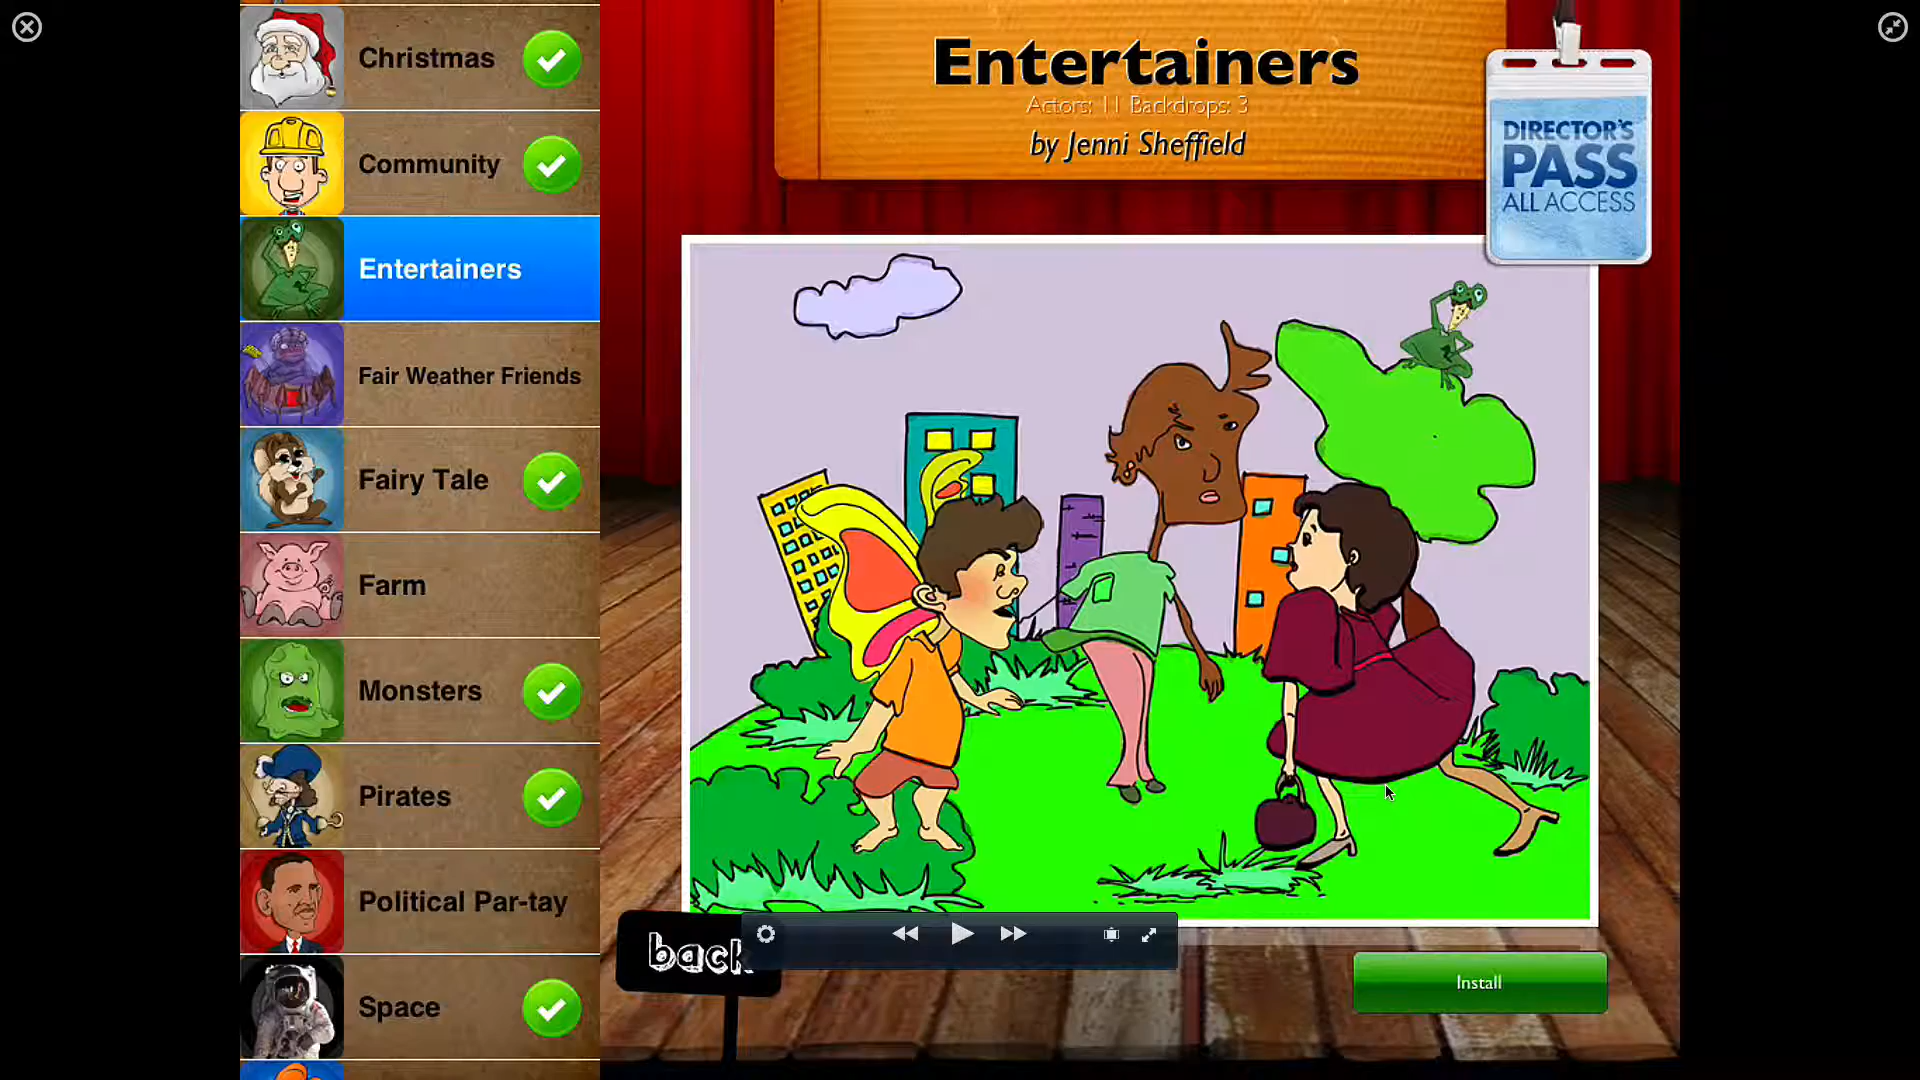 Christmas
Community
Entertainers
Fair Weather Friends
Fairy Tale
Farm
Monsters
Pirates
Political Par-tay
Space
Entertainers
Actors: 11 Backdrops: 3
by Jenni Sheffield
DIRECTOR'S
PASS
ALL ACCESS
back
Install